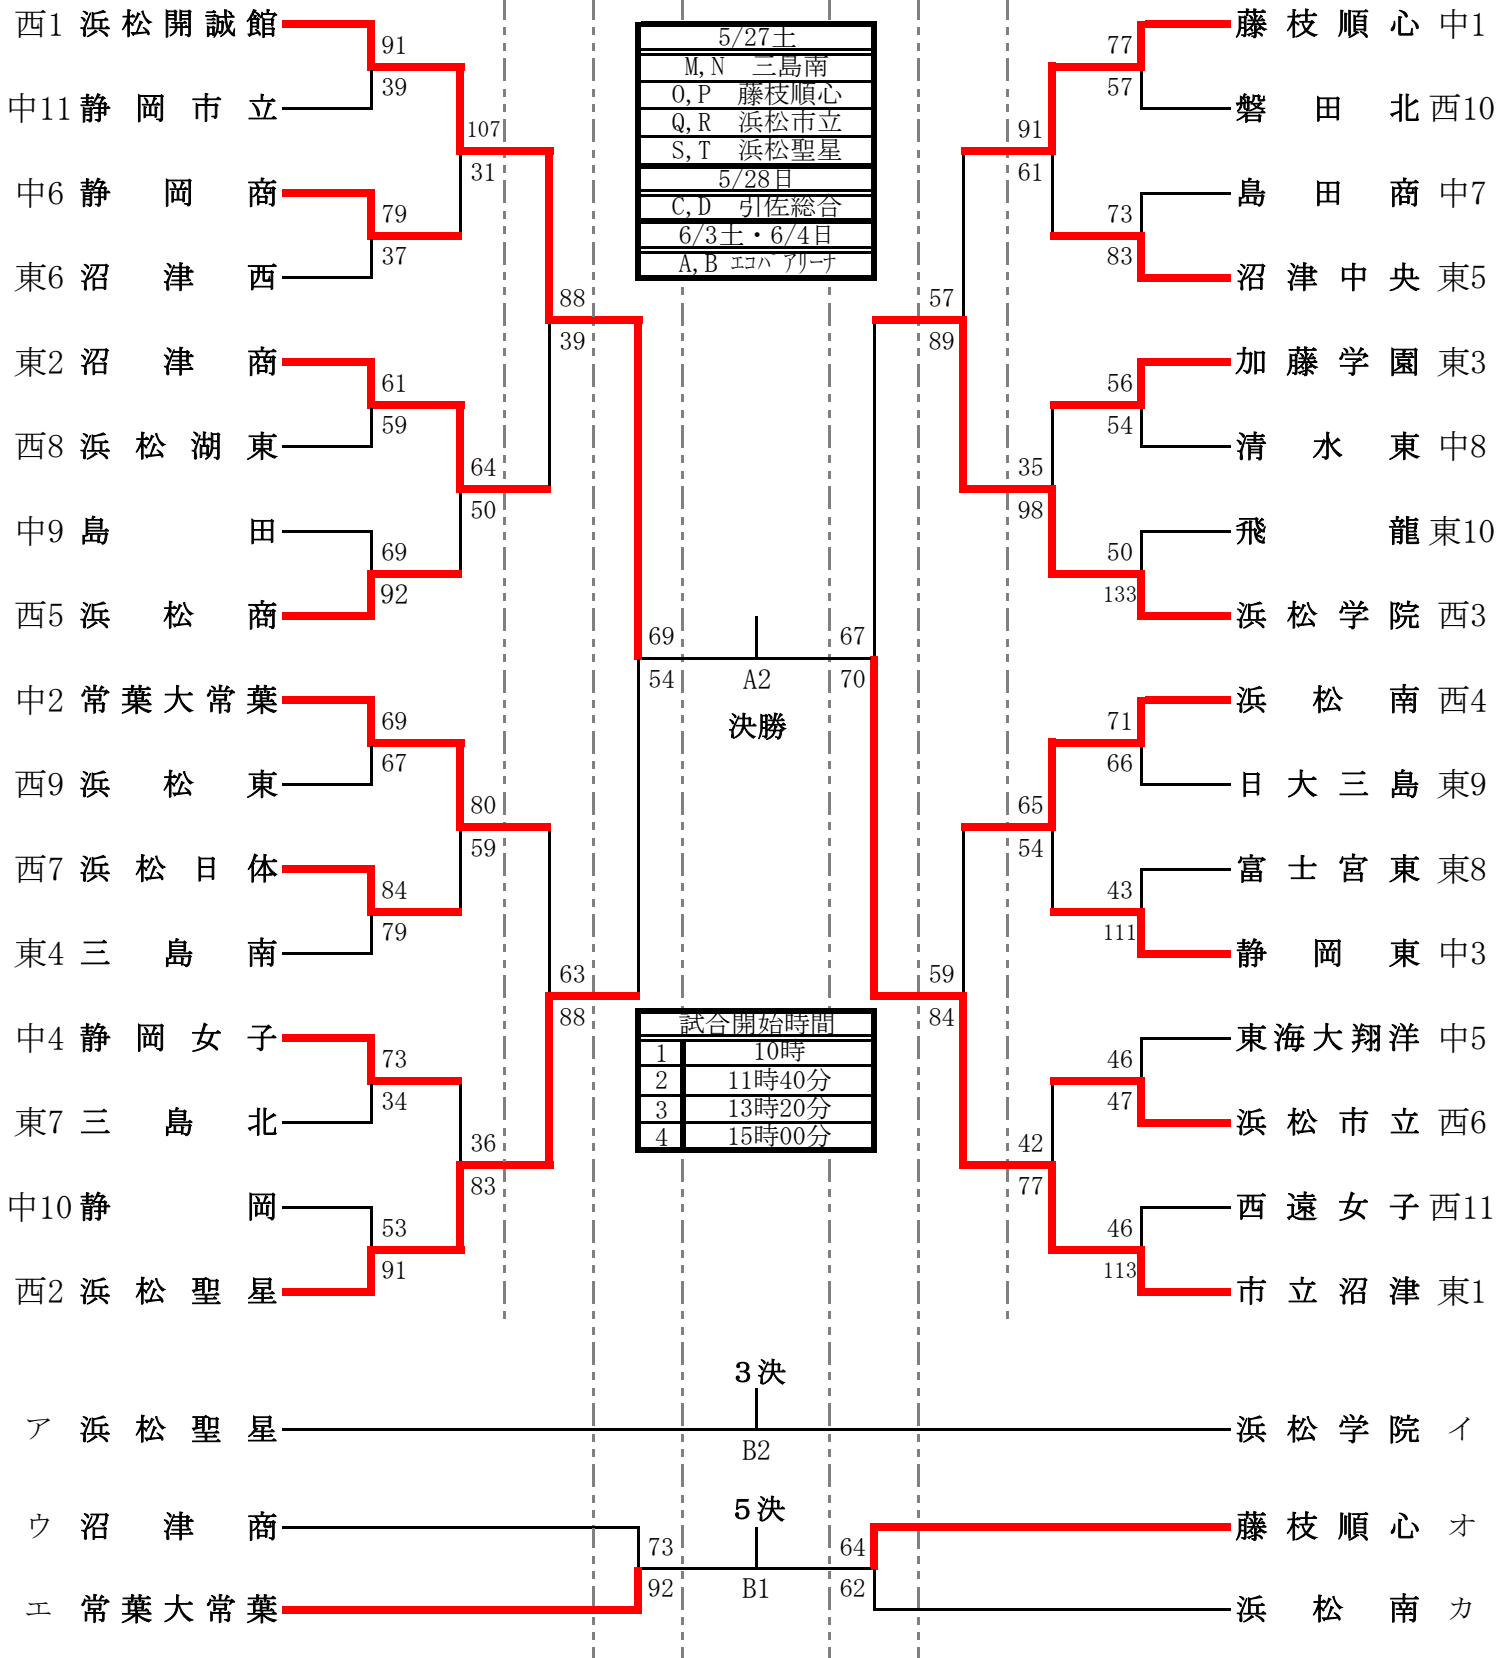 西1 浜松開誠館
91
39
中11 静岡市立
107
31
中6 静岡商
79
37
東6 沼津西
88
39
東2 沼津商
61
59
西8 浜松湖東
64
50
中9 島田
69
92
西5 浜松商
69
54
中2 常葉大常葉
69
67
西9 浜松東
80
59
西7 浜松日体
84
79
東4 三島南
63
88
中4 静岡女子
73
34
東7 三島北
36
83
中10 静岡
53
91
西2 浜松聖星
5/27土
M,N 三島南
O,P 藤枝順心
Q,R 浜松市立
S,T 浜松聖星
5/28日
C,D 引佐総合
6/3土・6/4日
A,B エコパアリーナ
A2
決勝
試合開始時間
1 10時
2 11時40分
3 13時20分
4 15時00分
藤枝順心 中1
77
57
磐田北 西10
91
61
島田商 中7
73
83
沼津中央 東5
57
89
加藤学園 東3
56
54
清水東 中8
35
98
飛龍 東10
50
133
浜松学院 西3
67
70
浜松南 西4
71
66
日大三島 東9
65
54
富士宮東 東8
43
111
静岡東 中3
59
84
東海大翔洋 中5
46
47
浜松市立 西6
42
77
西遠女子 西11
46
113
市立沼津 東1
3決
ア 浜松聖星
浜松学院 イ
B2
5決
ウ 沼津商
73
64
藤枝順心 オ
B1
92
62
エ 常葉大常葉
浜松南 カ